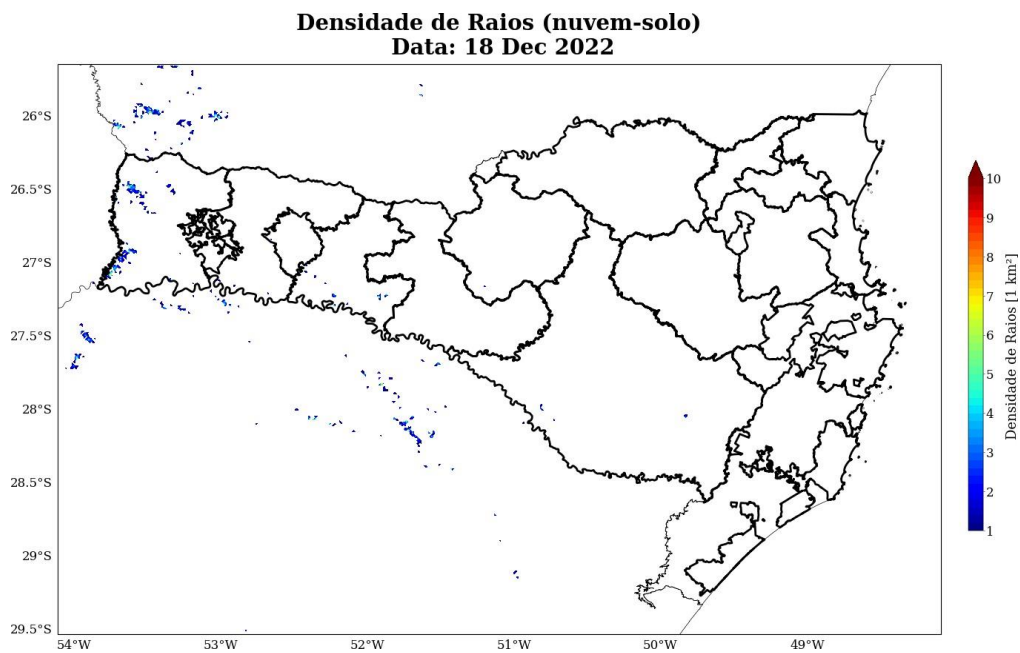 Densidade de Raios (nuvem-solo)
Data: 18 Dec 2022
26°S
26.5°S
27°S
27.5°S
28°S
28.5°S
29°S
29.5°S
54°W
53°W
52°W
51°W
50°W
49°W
10
9
8
7
6
5
4
3
2
1
Densidade de Raios [1 km²]